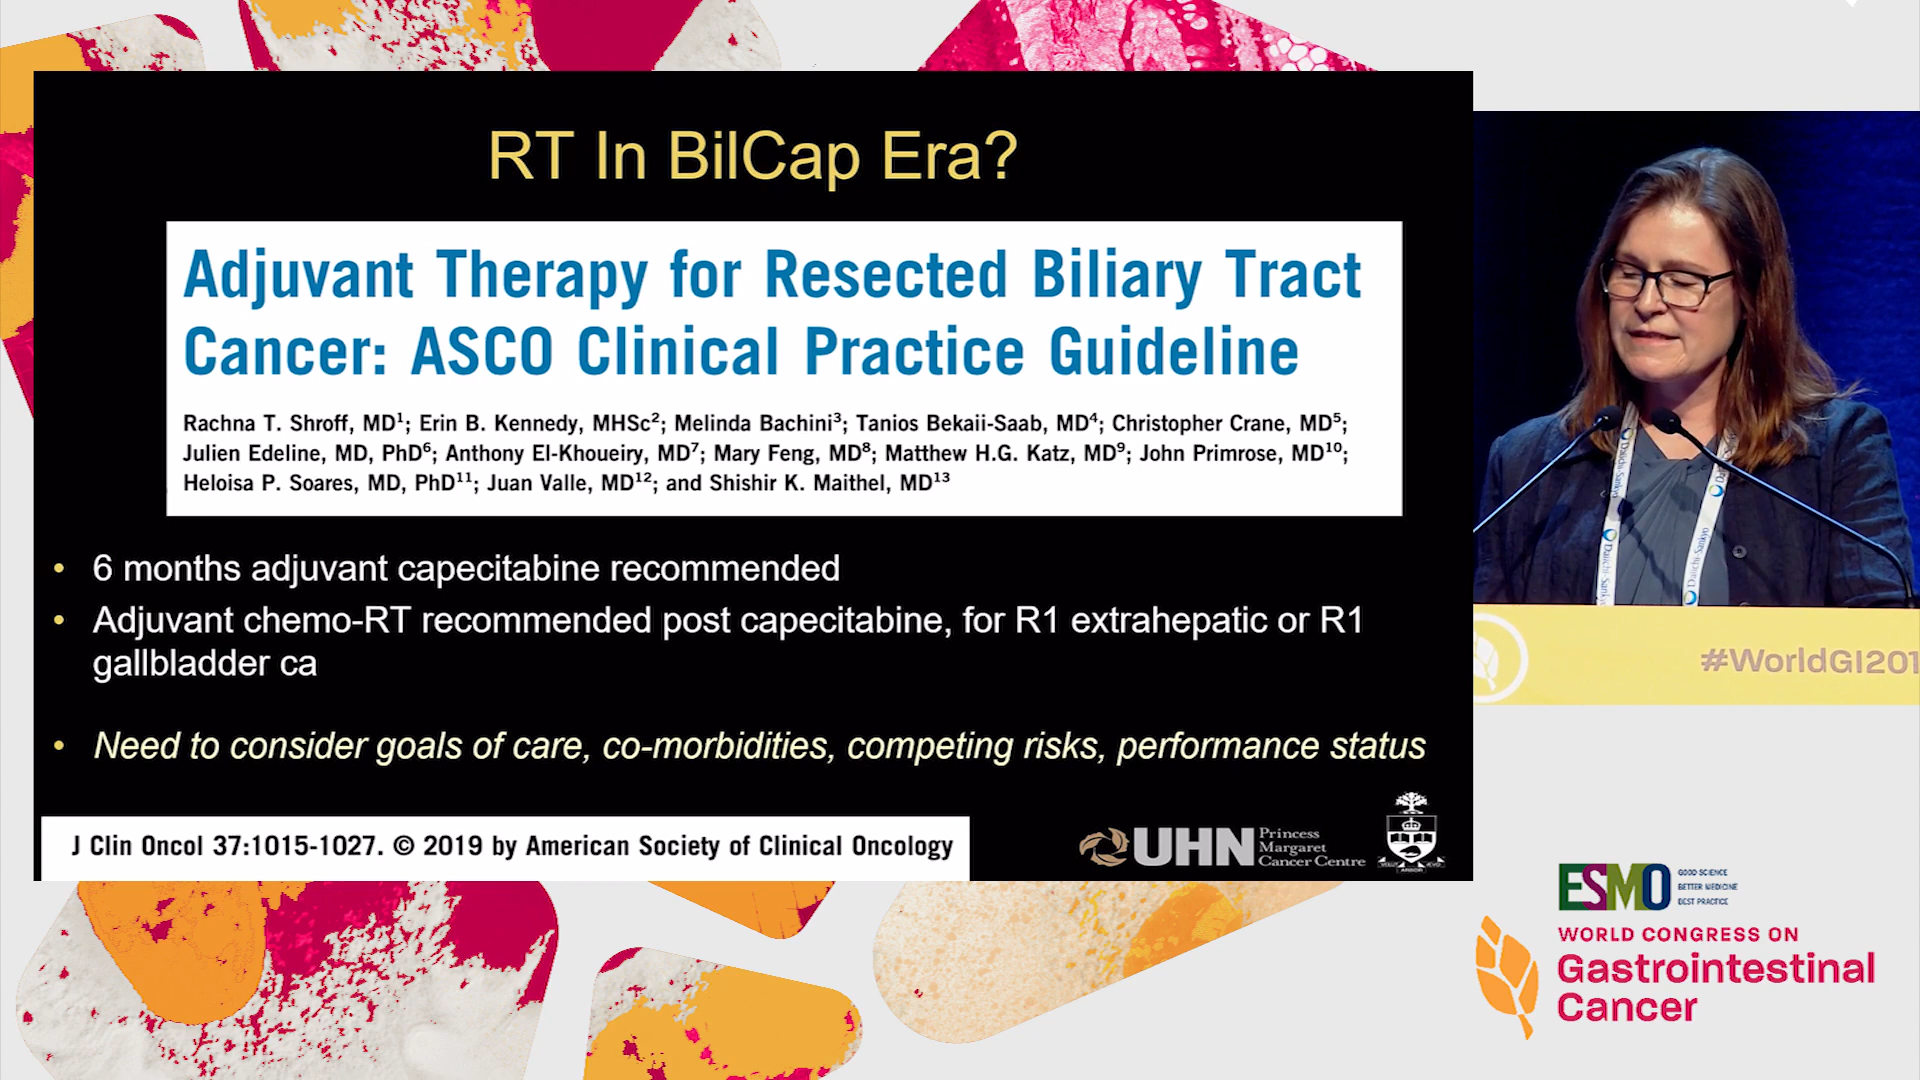 RT In BilCap Era?
Adjuvant Therapy for Resected Biliary Tract
Cancer: ASCO Clinical Practice Guideline
Rachna T. Shroff, MD¹; Erin B. Kennedy, MHSc²; Melinda Bachini³; Tanios Bekaii-Saab, MD⁴; Christopher Crane, MD⁵;
Julien Edeline, MD, PhD⁶; Anthony El-Khoueiry, MD⁷; Mary Feng, MD⁸; Matthew H.G. Katz, MD⁹; John Primrose, MD¹⁰;
Heloisa P. Soares, MD, PhD¹¹; Juan Valle, MD¹²; and Shishir K. Maithel, MD¹³
• 6 months adjuvant capecitabine recommended
• Adjuvant chemo-RT recommended post capecitabine, for R1 extrahepatic or R1
gallbladder ca
• Need to consider goals of care, co-morbidities, competing risks, performance status
J Clin Oncol 37:1015-1027. © 2019 by American Society of Clinical Oncology
UHN
Princess
Margaret
Cancer Centre
Daiichi-Sankyo
#WorldGI201
ESMO
GOOD SCIENCE
BETTER MEDICINE
BEST PRACTICE
WORLD CONGRESS ON
Gastrointestinal
Cancer